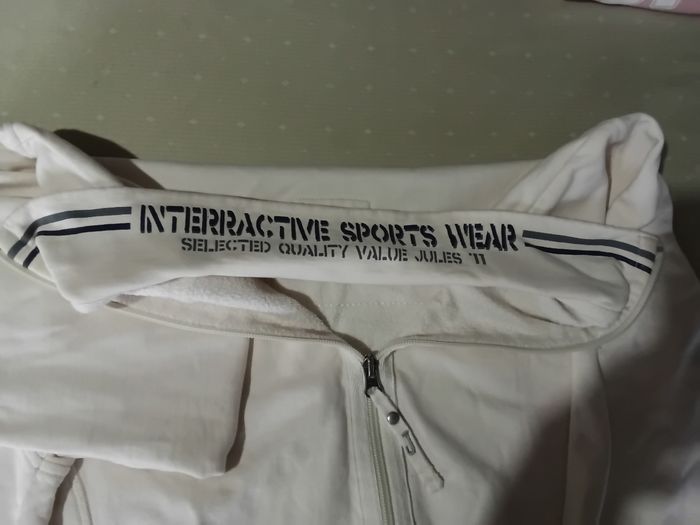 INTERRACTIVE SPORTS WEAR
SELECTED QUALITY VALUE JULES '11